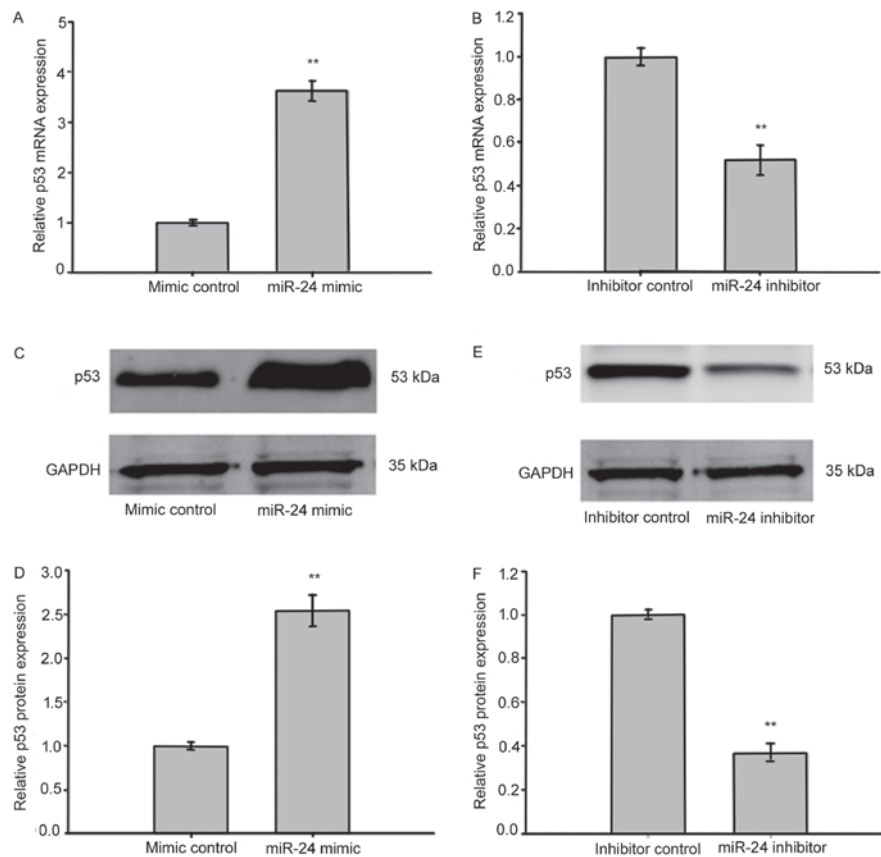 A
Relative p53 mRNA expression
5
4
3
2
1
0
**
Mimic control
miR-24 mimic
B
Relative p53 mRNA expression
1.2
1.0
0.8
0.6
0.4
0.2
0.0
**
Inhibitor control
miR-24 inhibitor
C
p53
53 kDa
GAPDH
35 kDa
Mimic control
miR-24 mimic
E
p53
53 kDa
GAPDH
35 kDa
Inhibitor control
miR-24 inhibitor
D
Relative p53 protein expression
3.0
2.5
2.0
1.5
1.0
0.5
0.0
**
Mimic control
miR-24 mimic
F
Relative p53 protein expression
1.2
1.0
0.8
0.6
0.4
0.2
0.0
**
Inhibitor control
miR-24 inhibitor